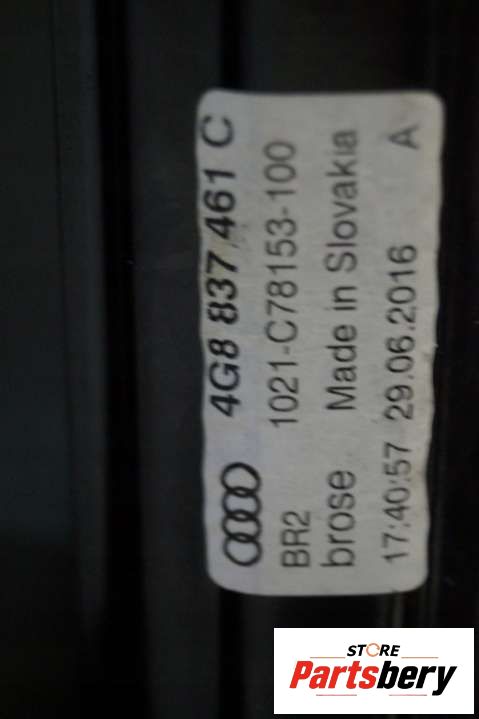 4G8 837 461 C
BR2 1021-C78153-100
brose Made in Slovakia
17:40:57 29.06.2016 A
STORE
Partsbery